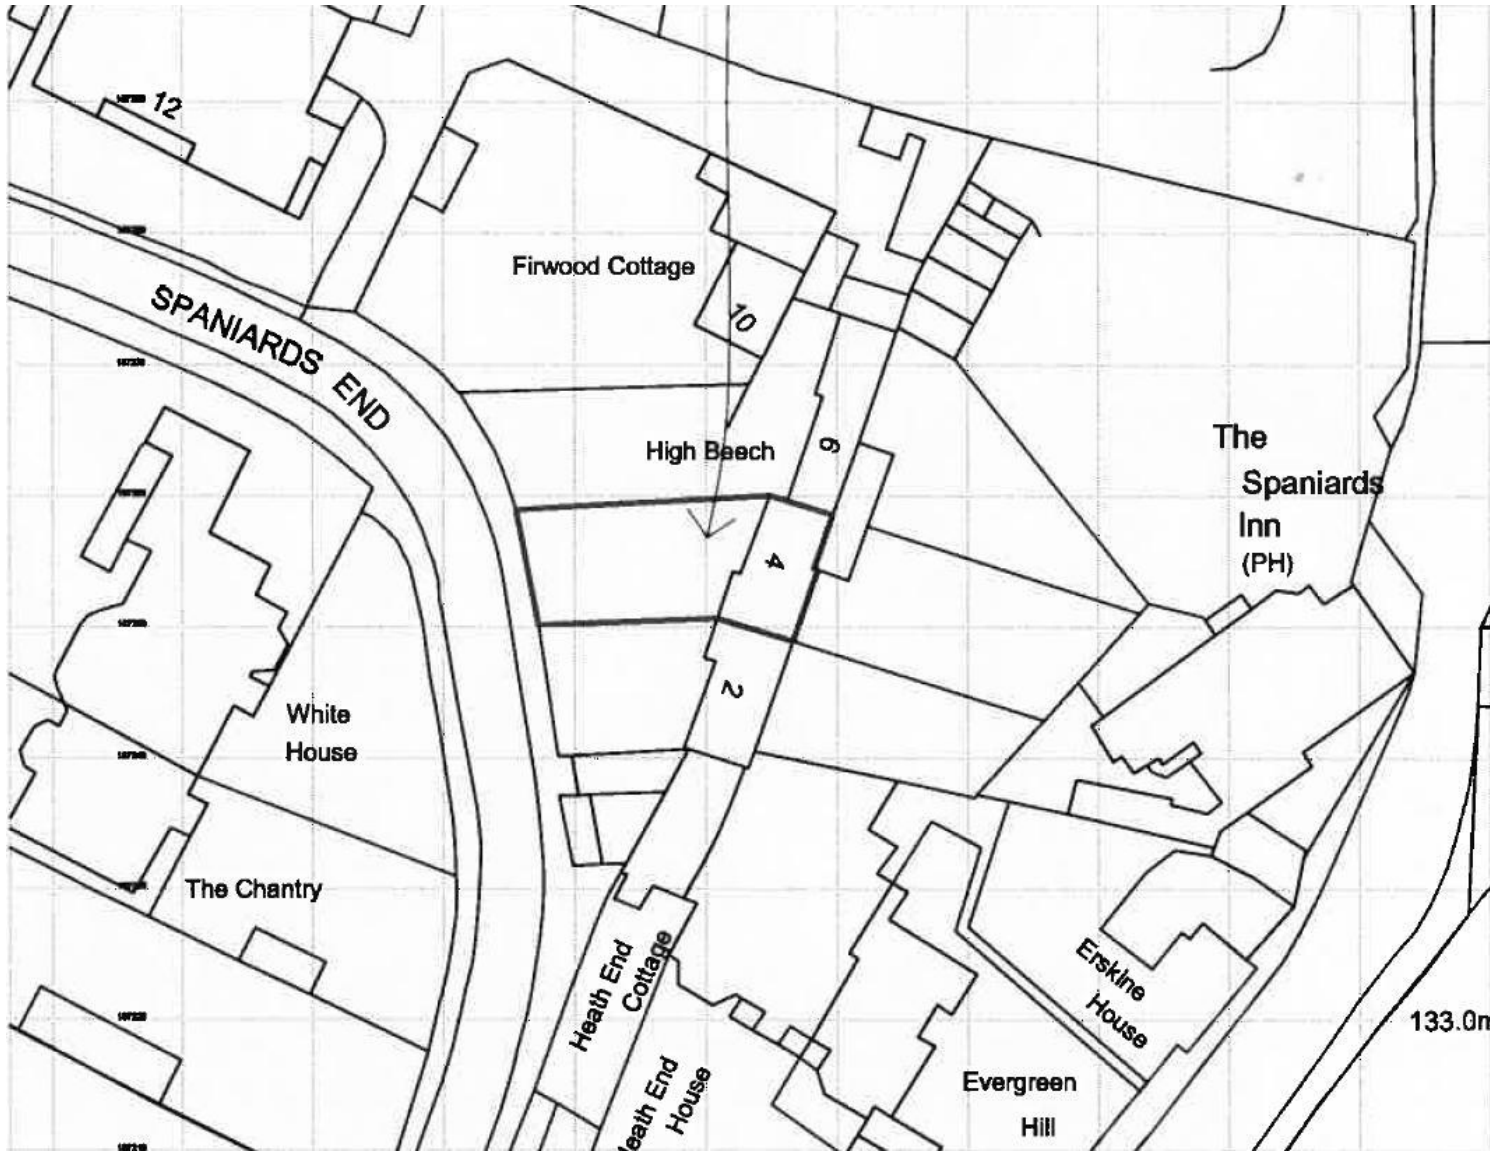 12
Firwood Cottage
10
SPANIARDS END
High Beech
6
The
Spaniards
Inn
(PH)
4
2
White
House
The Chantry
Heath End
Cottage
Erskine
House
133.0m
Evergreen
Hill
Heath End
House